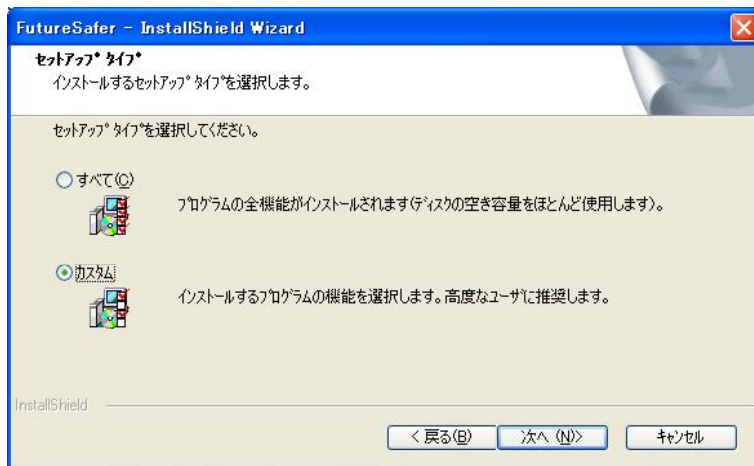 FutureSafer - InstallShield Wizard
セットアップ タイプ
インストールするセットアップ タイプを選択します。
セットアップ タイプを選択してください。
すべて(C)
プログラムの全機能がインストールされます(ディスクの空き容量をほとんど使用します)。
カスタム
インストールするプログラムの機能を選択します。高度なユーザに推奨します。
InstallShield
< 戻る(B) 次へ (N)> キャンセル